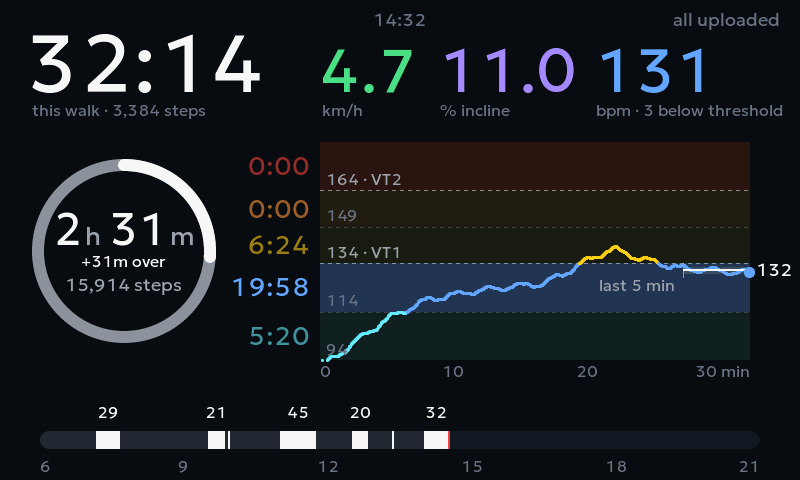 14:32
all uploaded
32:14
this walk · 3,384 steps
4.7
km/h
11.0
% incline
131
bpm · 3 below threshold
2h 31m
+31m over
15,914 steps
0:00
0:00
6:24
19:58
5:20
164 · VT2
149
134 · VT1
114
94
last 5 min
132
0 10 20 30 min
29 21 45 20 32
6 9 12 15 18 21